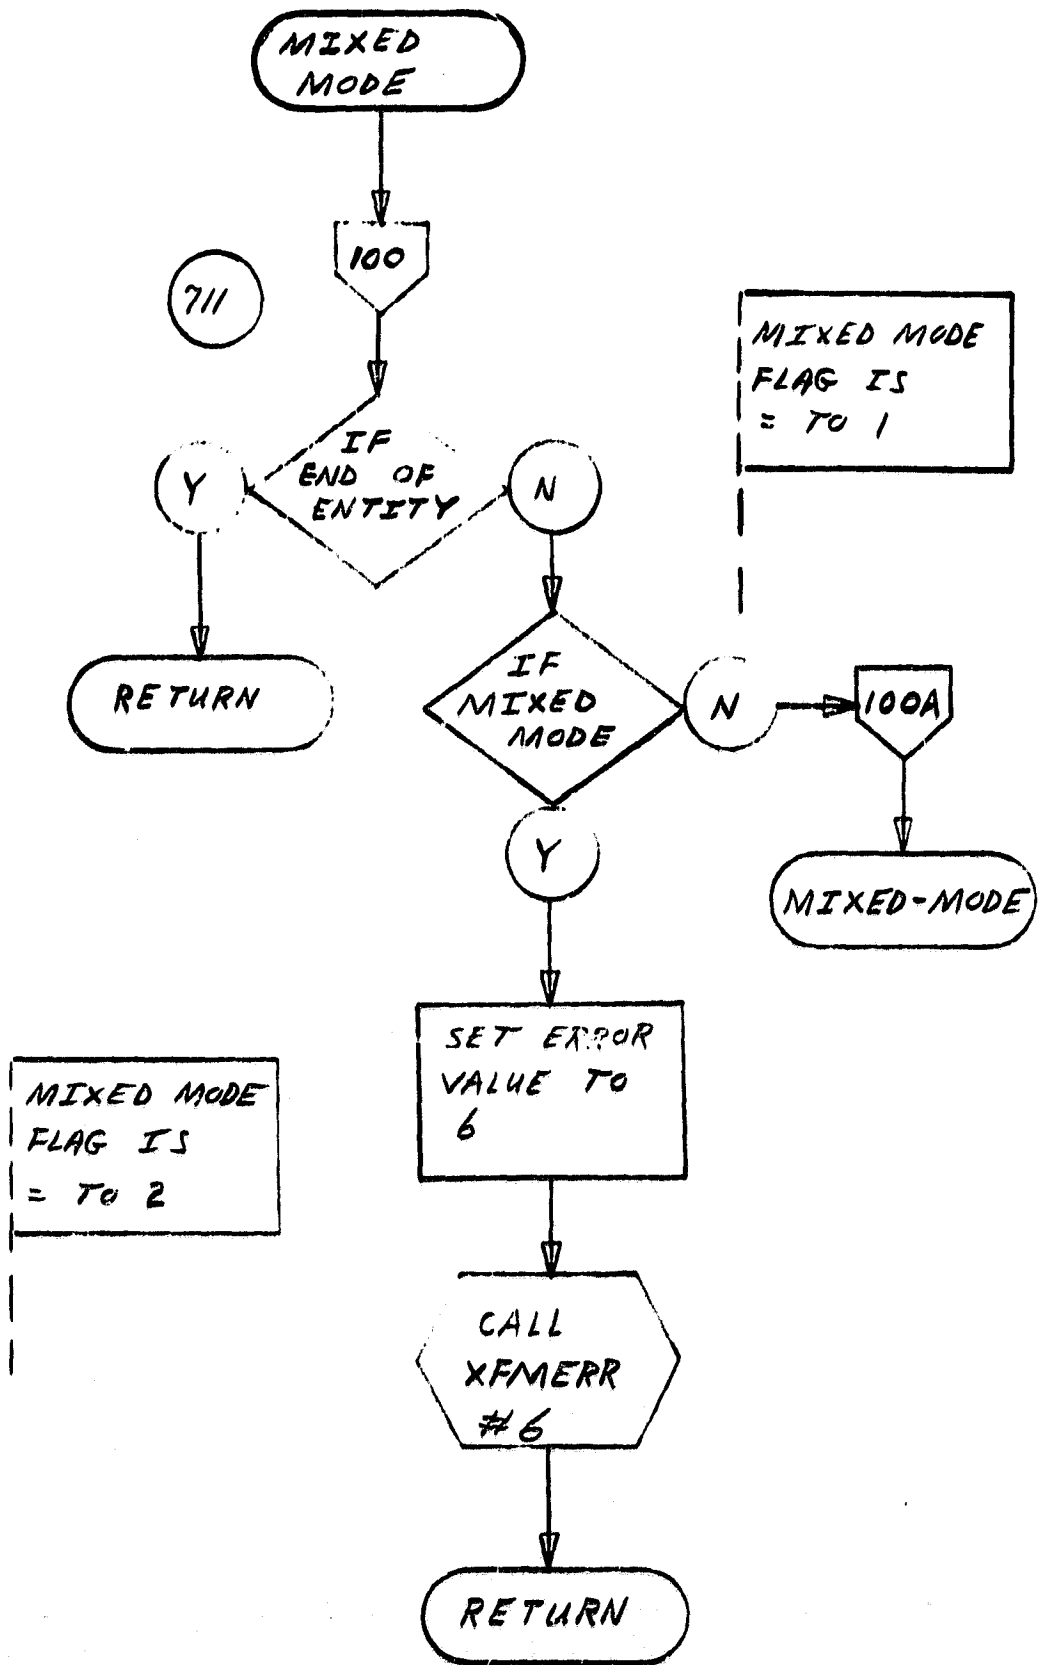 MIXED
MODE
100
711
MIXED MODE
FLAG IS
= TO 1
IF
END OF
ENTITY
Y
N
RETURN
IF
MIXED
MODE
N
100A
Y
MIXED-MODE
SET ERROR
VALUE TO
6
MIXED MODE
FLAG IS
= TO 2
CALL
XFMERR
#6
RETURN